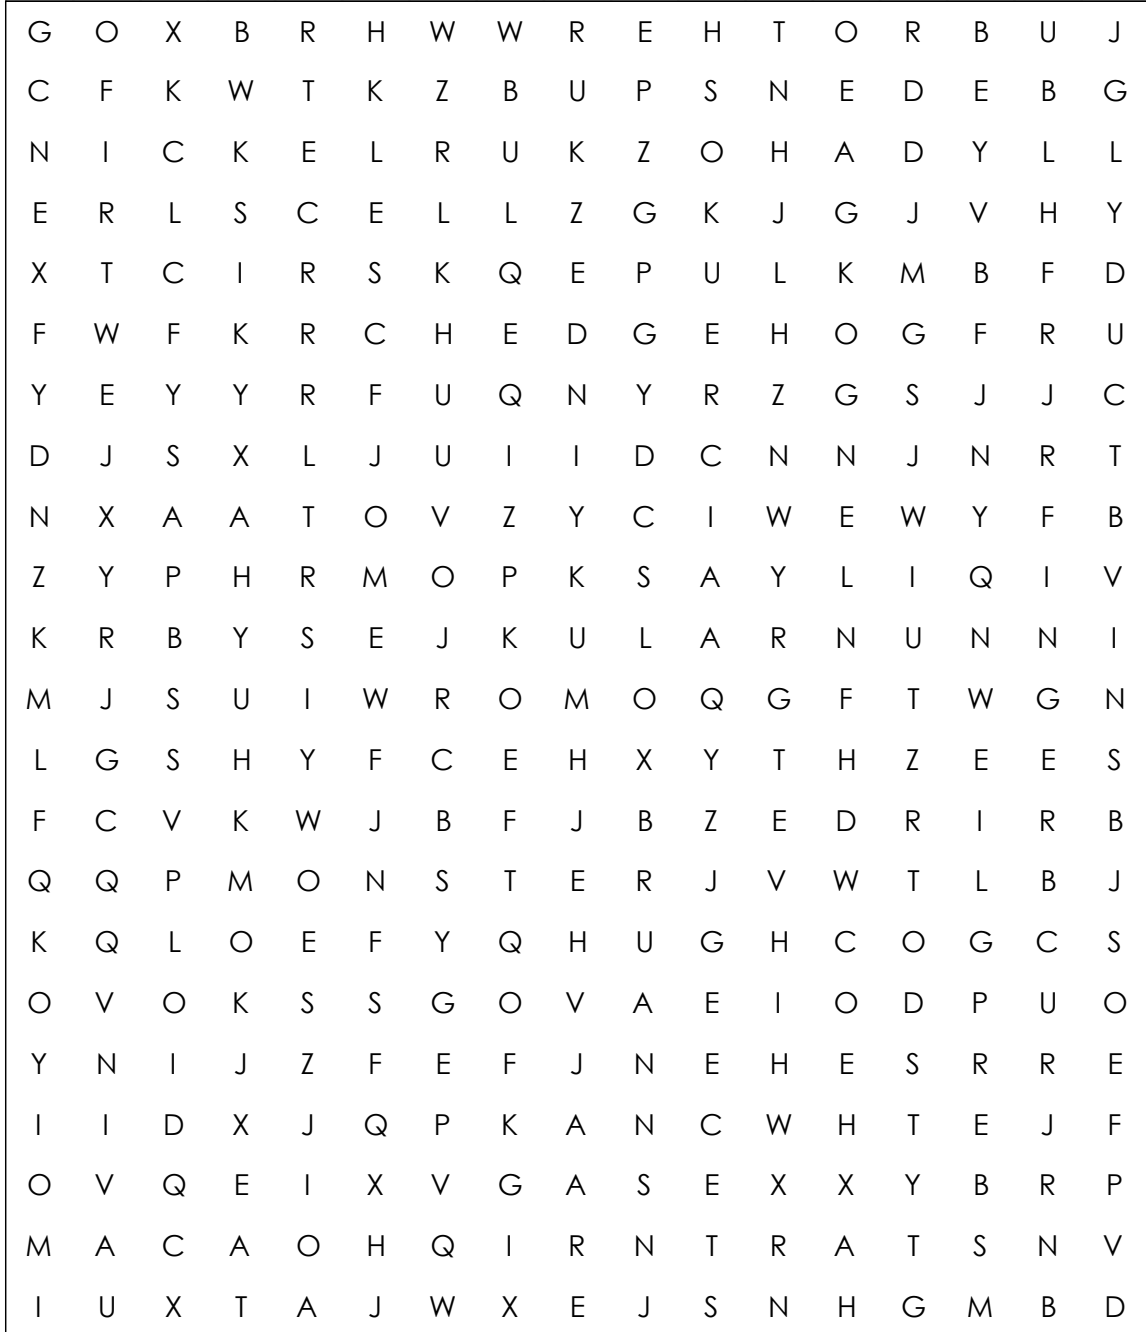 G O X B R H W W R E H T O R B U J
C F K W T K Z B U P S N E D E B G
N I C K E L R U K Z O H A D Y L L
E R L S C E L L Z G K J G J V H Y
X T C I R S K Q E P U L K M B F D
F W F K R C H E D G E H O G F R U
Y E Y Y R F U Q N Y R Z G S J J C
D J S X L J U I I D C N N J N R T
N X A A T O V Z Y C I W E W Y F B
Z Y P H R M O P K S A Y L I Q I V
K R B Y S E J K U L A R N U N N I
M J S U I W R O M O Q G F T W G N
L G S H Y F C E H X Y T H Z E E S
F C V K W J B F J B Z E D R I R B
Q Q P M O N S T E R J V W T L B J
K Q L O E F Y Q H U G H C O G C S
O V O K S S G O V A E I O D P U O
Y N I J Z F E F J N E H E S R R E
I I D X J Q P K A N C W H T E J F
O V Q E I X V G A S E X X Y B R P
M A C A O H Q I R N T R A T S N V
I U X T A J W X E J S N H G M B D